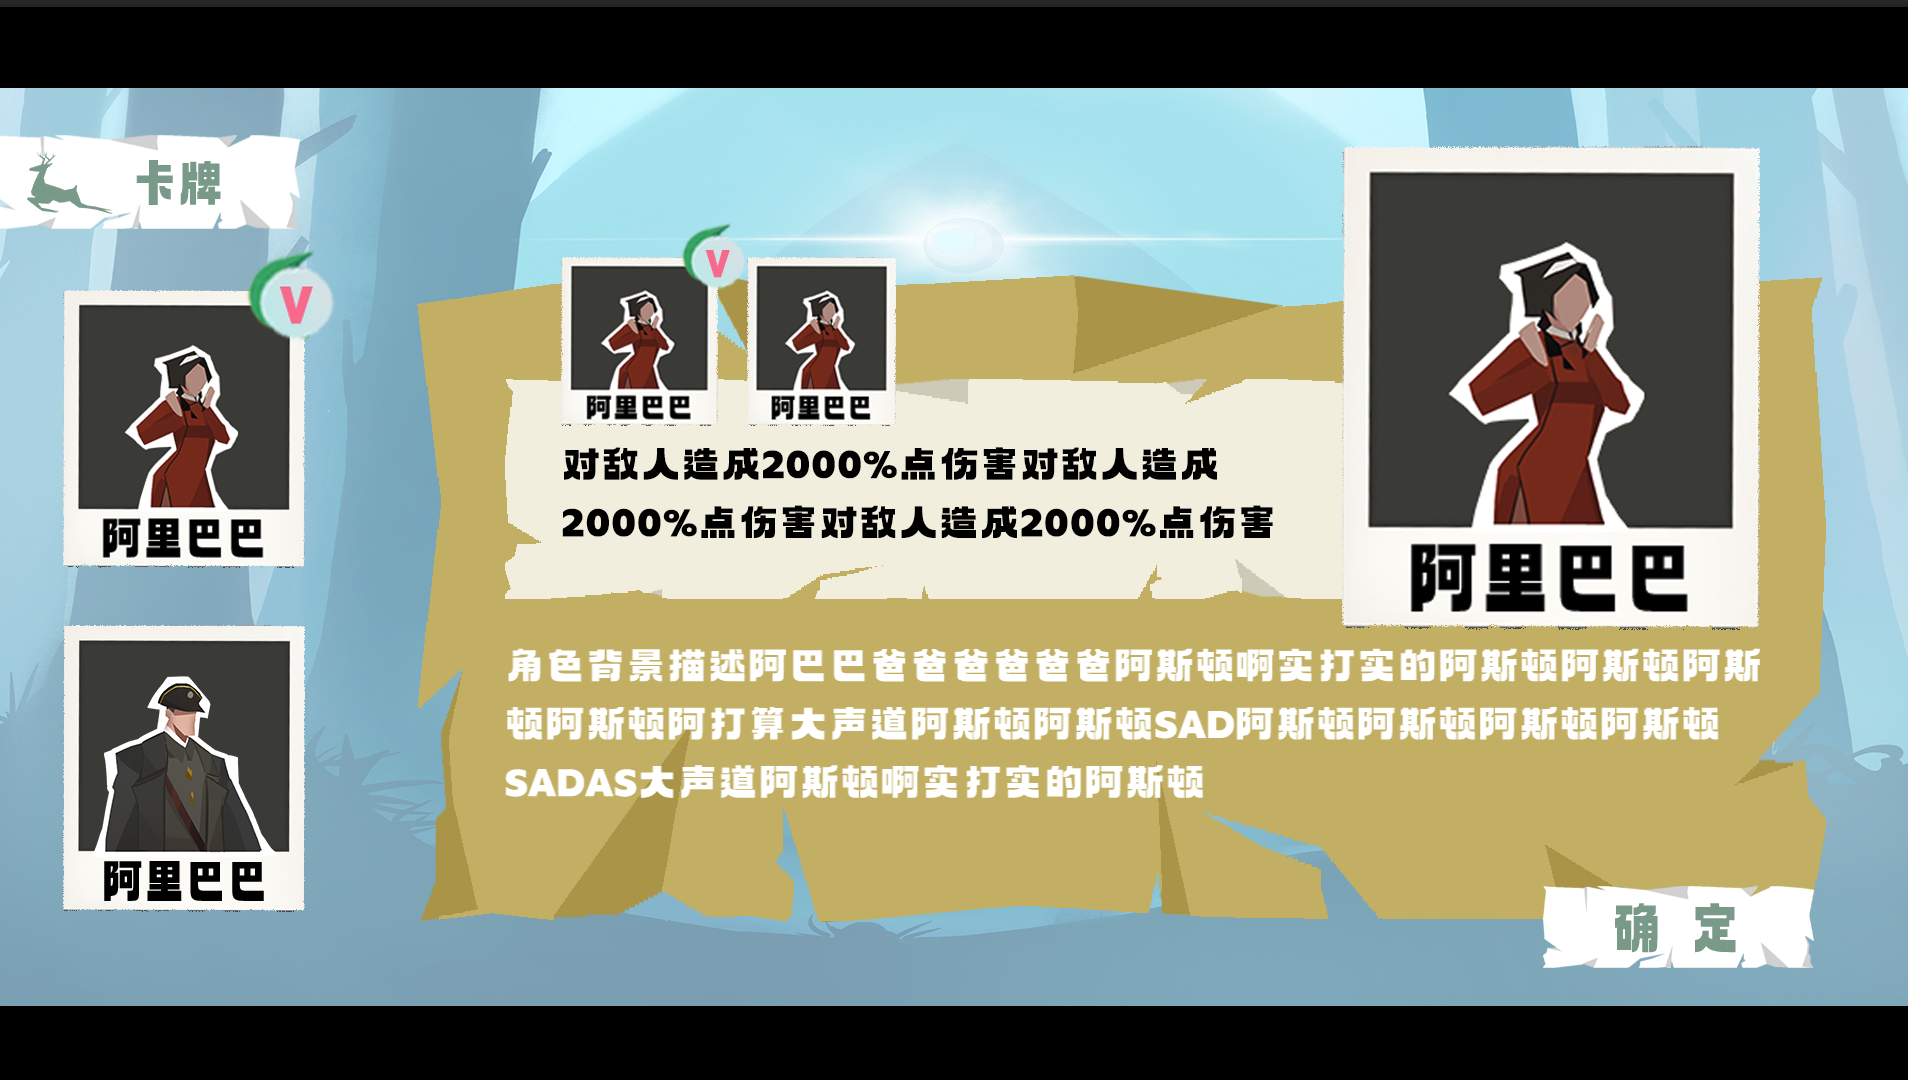 卡牌
V
阿里巴巴
阿里巴巴
V
阿里巴巴
阿里巴巴
对敌人造成2000%点伤害对敌人造成
2000%点伤害对敌人造成2000%点伤害
阿里巴巴
角色背景描述阿巴巴爸爸爸爸爸爸阿斯顿啊实打实的阿斯顿阿斯顿阿斯
顿阿斯顿阿打算大声道阿斯顿阿斯顿SAD阿斯顿阿斯顿阿斯顿阿斯顿
SADAS大声道阿斯顿啊实打实的阿斯顿
确 定